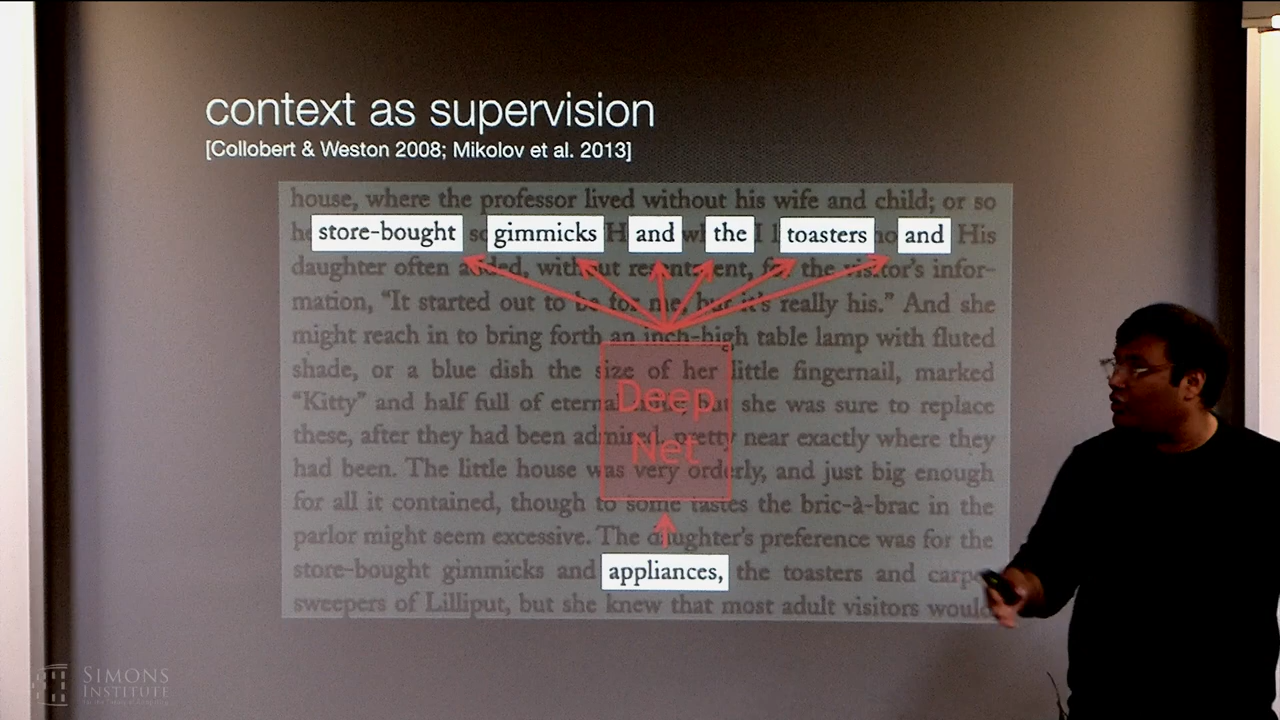 context as supervision
[Collobert & Weston 2008; Mikolov et al. 2013]
house, where the professor lived without his wife and child; or so
store-bought gimmicks and the toasters and His
daughter often added, without resentment, for the visitor's infor-
mation, "It started out to be for me, but it's really his." And she
might reach in to bring forth an inch-high table lamp with fluted
shade, or a blue dish the size of her little fingernail, marked
"Kitty" and half full of eternal but she was sure to replace
Deep
these, after they had been admired, pretty near exactly where they
Net
had been. The little house was very orderly, and just big enough
for all it contained, though to some tastes the bric-à-brac in the
parlor might seem excessive. The daughter's preference was for the
store-bought gimmicks and appliances, the toasters and carpe
sweepers of Lilliput, but she knew that most adult visitors would
SIMONS
INSTITUTE